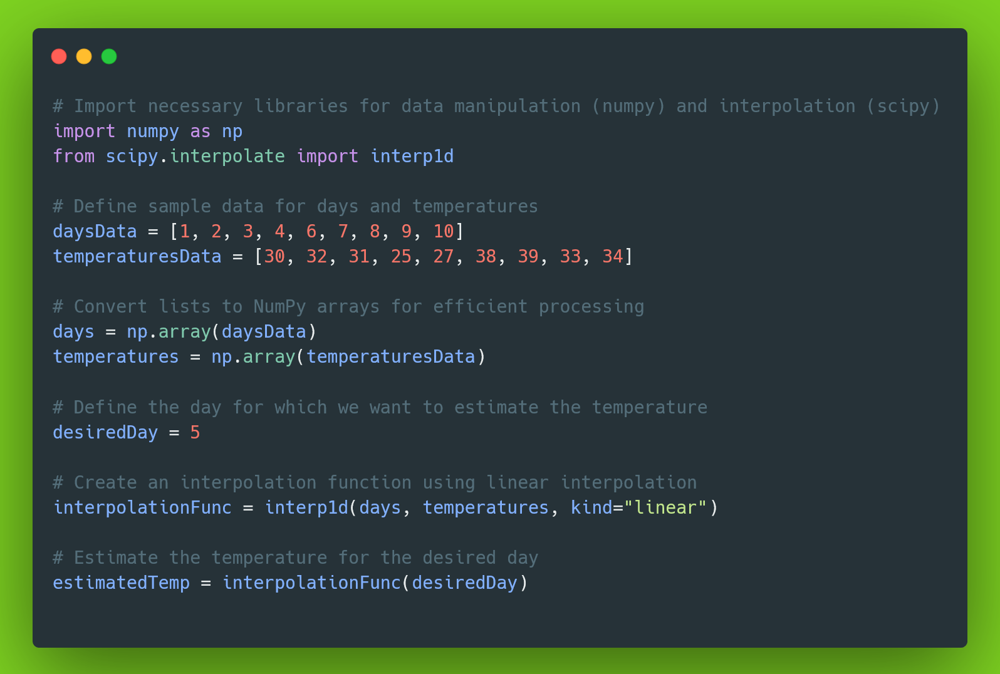 # Import necessary libraries for data manipulation (numpy) and interpolation (scipy)
import numpy as np
from scipy.interpolate import interp1d
# Define sample data for days and temperatures
daysData = [1, 2, 3, 4, 6, 7, 8, 9, 10]
temperaturesData = [30, 32, 31, 25, 27, 38, 39, 33, 34]
# Convert lists to NumPy arrays for efficient processing
days = np.array(daysData)
temperatures = np.array(temperaturesData)
# Define the day for which we want to estimate the temperature
desiredDay = 5
# Create an interpolation function using linear interpolation
interpolationFunc = interp1d(days, temperatures, kind="linear")
# Estimate the temperature for the desired day
estimatedTemp = interpolationFunc(desiredDay)